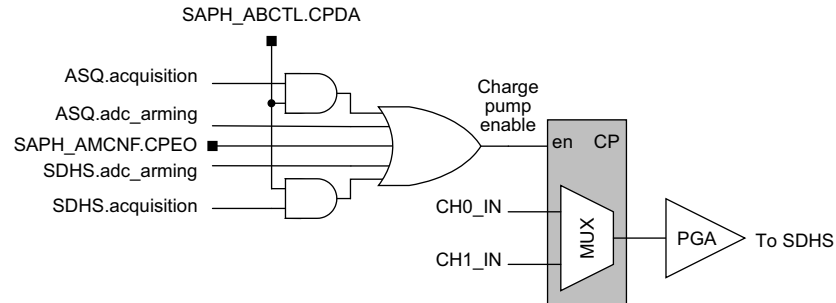 SAPH_ABCTL.CPDA
ASQ.acquisition
ASQ.adc_arming
SAPH_AMCNF.CPEO
SDHS.adc_arming
SDHS.acquisition
Charge
pump
enable
en CP
CH0_IN
CH1_IN
MUX
PGA
To SDHS